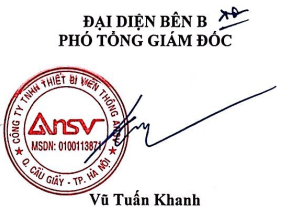 ĐẠI DIỆN BÊN B
PHÓ TỔNG GIÁM ĐỐC
CÔNG TY TNHH THIẾT BỊ VIỄN THÔNG
ANSV
MSDN: 0100113871
Q. CẦU GIẤY - TP. HÀ NỘI
Vũ Tuấn Khanh